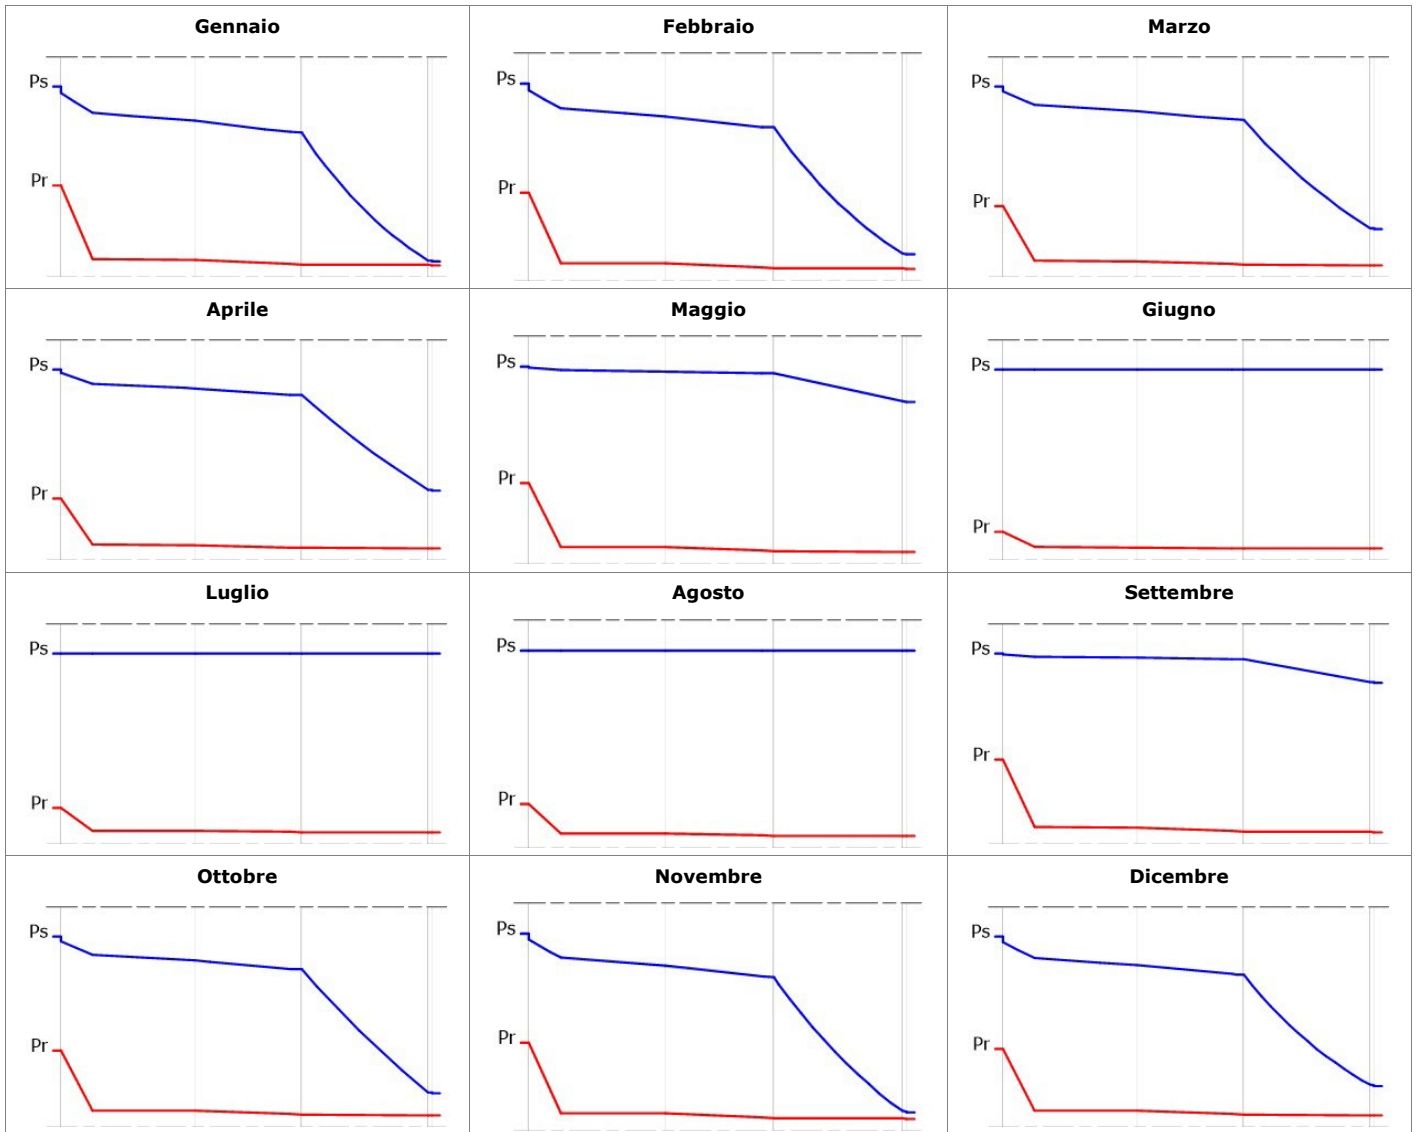 Gennaio
Febbraio
Marzo
Ps
Pr
Ps
Pr
Ps
Pr
Aprile
Maggio
Giugno
Ps
Pr
Ps
Pr
Ps
Pr
Luglio
Agosto
Settembre
Ps
Pr
Ps
Pr
Ps
Pr
Ottobre
Novembre
Dicembre
Ps
Pr
Ps
Pr
Ps
Pr